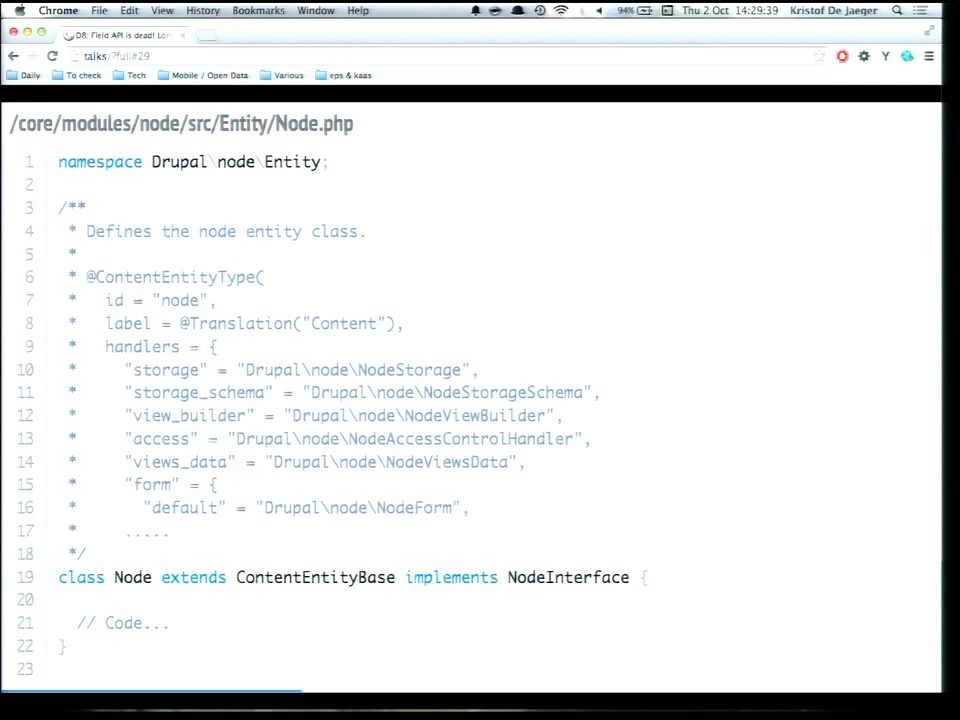 Chrome File Edit View History Bookmarks Window Help 94% Thu 2 Oct 14:29:39 Kristof De Jaeger
D8: Field API is dead! Lon
talks/?full#29
Daily To check Tech Mobile / Open Data Various eps & kaas
/core/modules/node/src/Entity/Node.php
1 namespace Drupal\node\Entity;
2
3 /**
4 * Defines the node entity class.
5 *
6 * @ContentEntityType(
7 * id = "node",
8 * label = @Translation("Content"),
9 * handlers = {
10 * "storage" = "Drupal\node\NodeStorage",
11 * "storage_schema" = "Drupal\node\NodeStorageSchema",
12 * "view_builder" = "Drupal\node\NodeViewBuilder",
13 * "access" = "Drupal\node\NodeAccessControlHandler",
14 * "views_data" = "Drupal\node\NodeViewsData",
15 * "form" = {
16 * "default" = "Drupal\node\NodeForm",
17 * .....
18 */
19 class Node extends ContentEntityBase implements NodeInterface {
20
21 // Code...
22 }
23